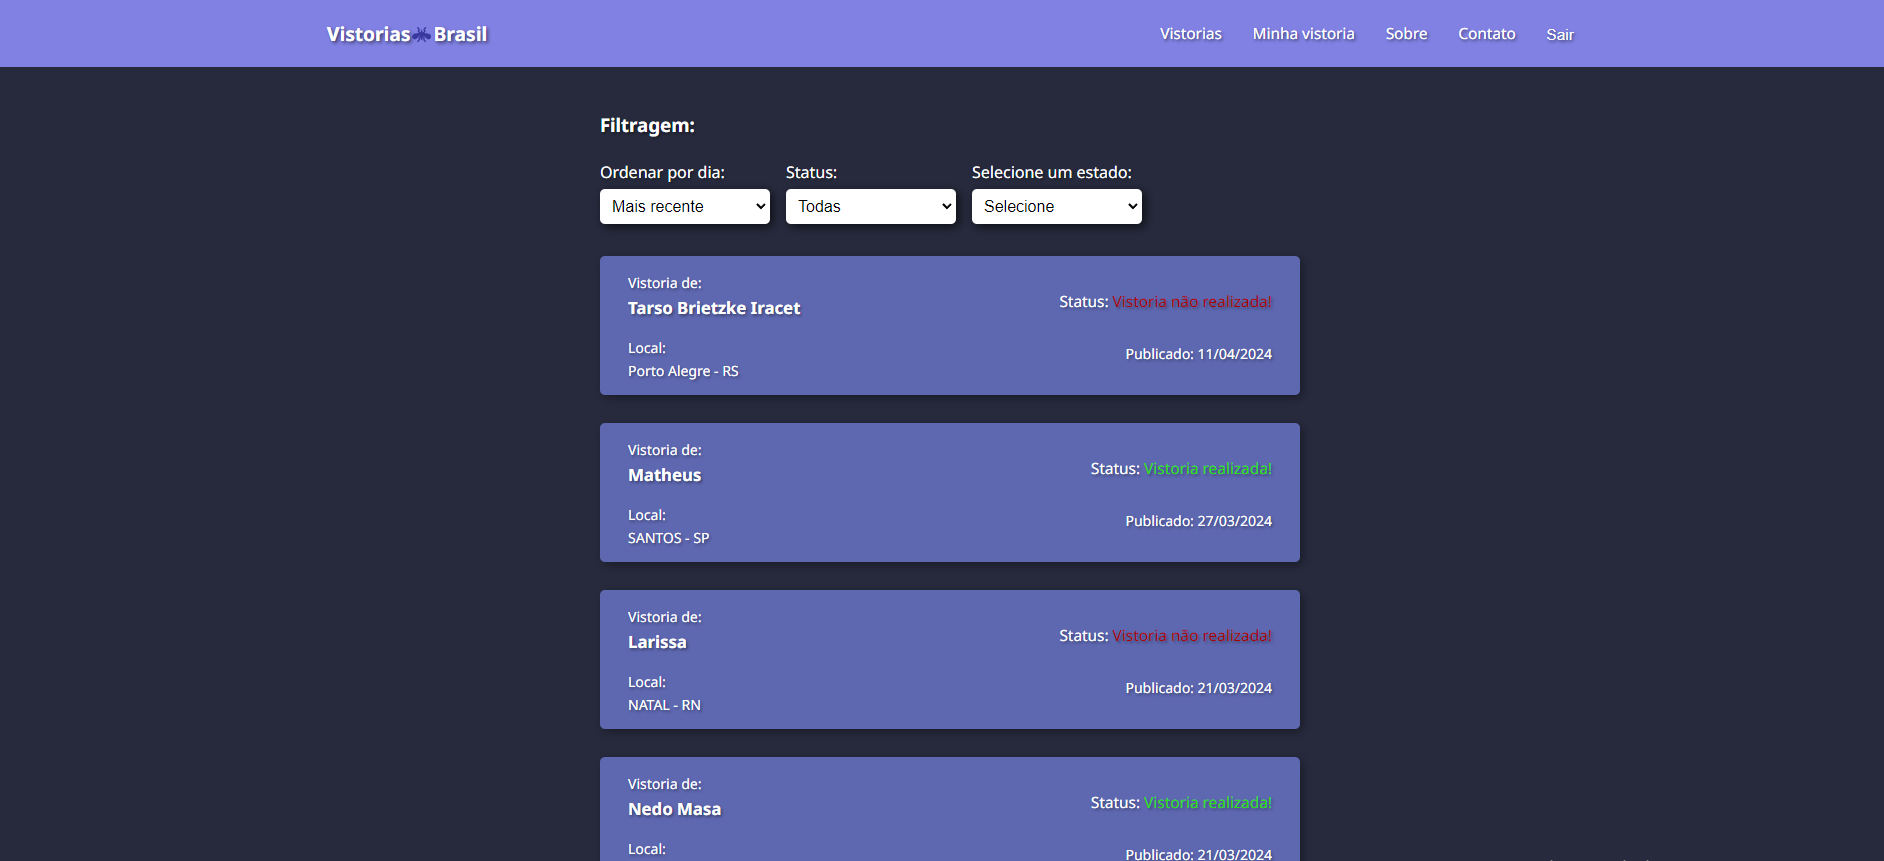 Vistorias Brasil
Vistorias Minha vistoria Sobre Contato Sair
Filtragem:
Ordenar por dia: Status: Selecione um estado:
Mais recente Todas Selecione
Vistoria de:
Tarso Brietzke Iracet
Status: Vistoria não realizada!
Local:
Porto Alegre - RS
Publicado: 11/04/2024
Vistoria de:
Matheus
Status: Vistoria realizada!
Local:
SANTOS - SP
Publicado: 27/03/2024
Vistoria de:
Larissa
Status: Vistoria não realizada!
Local:
NATAL - RN
Publicado: 21/03/2024
Vistoria de:
Nedo Masa
Status: Vistoria realizada!
Local:
Publicado: 21/03/2024